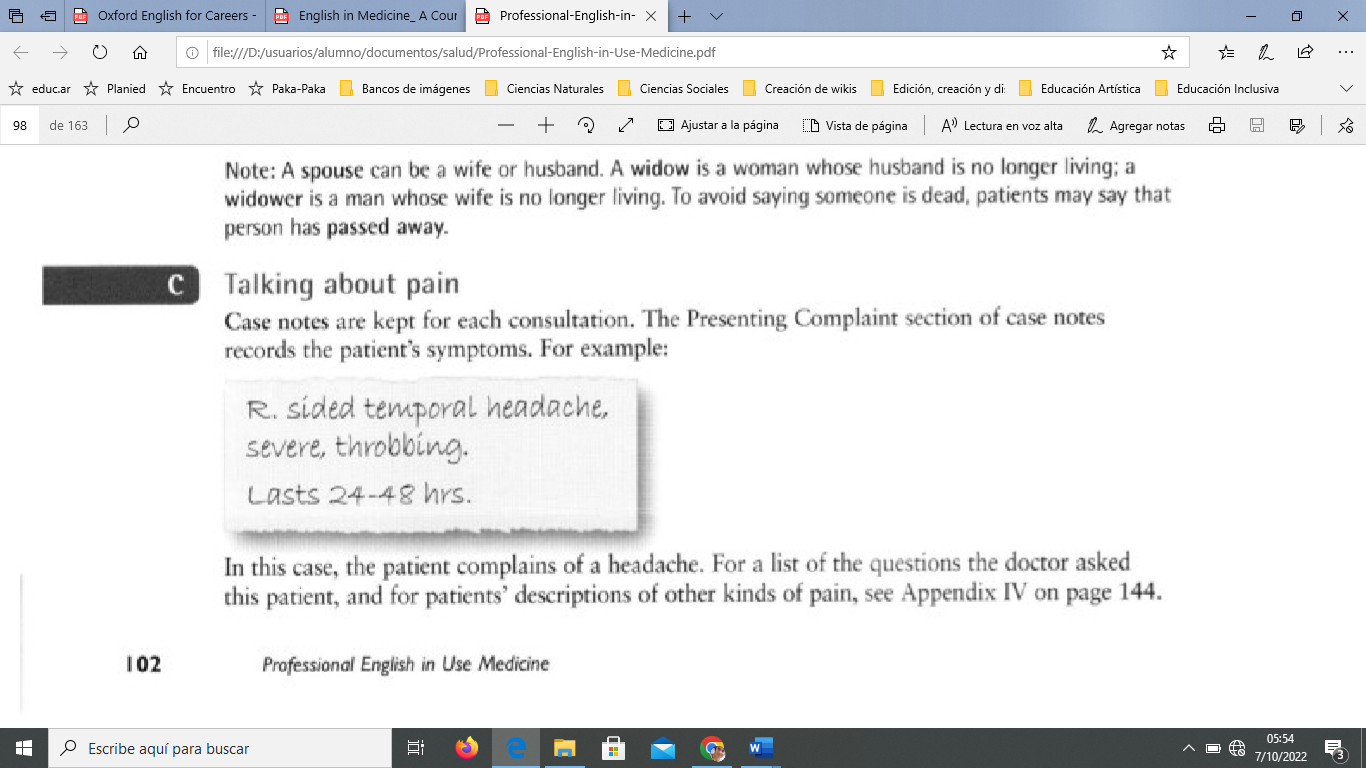 Oxford English for Careers -
English in Medicine_ A Cour
Professional-English-in-
file:///D:/usuarios/alumno/documentos/salud/Professional-English-in-Use-Medicine.pdf
educ.ar
Planied
Encuentro
Paka-Paka
Bancos de imágenes
Ciencias Naturales
Ciencias Sociales
Creación de wikis
Edición, creación y di
Educación Artística
Educación Inclusiva
98 de 163
Ajustar a la página
Vista de página
Lectura en voz alta
Agregar notas
Note: A spouse can be a wife or husband. A widow is a woman whose husband is no longer living; a
widower is a man whose wife is no longer living. To avoid saying someone is dead, patients may say that
person has passed away.
C Talking about pain
Case notes are kept for each consultation. The Presenting Complaint section of case notes
records the patient's symptoms. For example:
R. sided temporal headache,
severe, throbbing.
Lasts 24-48 hrs.
In this case, the patient complains of a headache. For a list of the questions the doctor asked
this patient, and for patients' descriptions of other kinds of pain, see Appendix IV on page 144.
102 Professional English in Use Medicine
Escribe aquí para buscar
05:54
7/10/2022
3